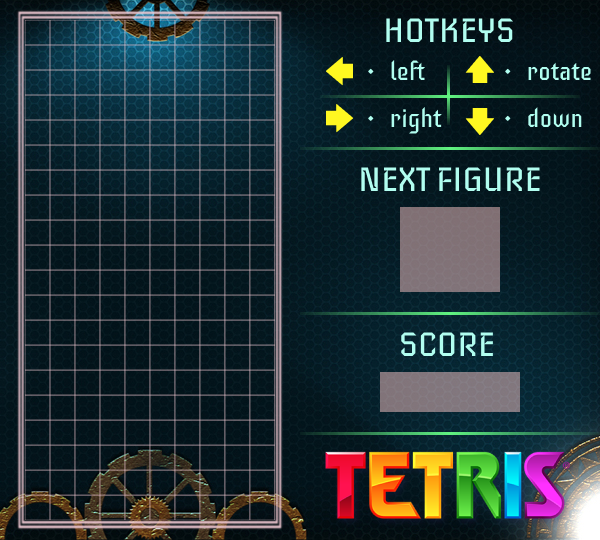 HOTKEYS
left rotate
right down
NEXT FIGURE
SCORE
TETRIS